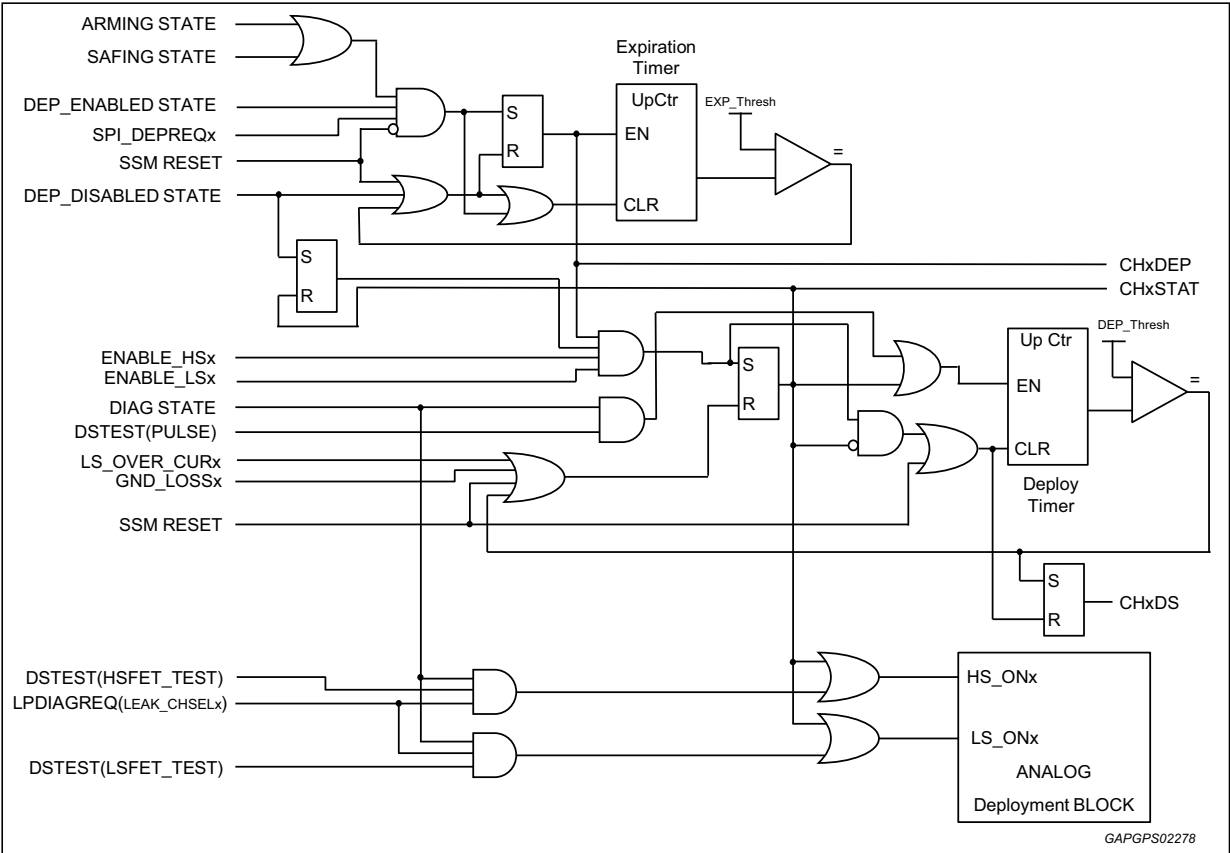 ARMING STATE
SAFING STATE
DEP_ENABLED STATE
SPI_DEPREQx
SSM RESET
DEP_DISABLED STATE
Expiration
Timer
UpCtr
EN
CLR
EXP_Thresh
=
S
R
S
R
CHxDEP
CHxSTAT
ENABLE_HSx
ENABLE_LSx
DIAG STATE
DSTEST(PULSE)
LS_OVER_CURx
GND_LOSSx
SSM RESET
S
R
DEP_Thresh
Up Ctr
EN
CLR
Deploy
Timer
=
S
R
CHxDS
DSTEST(HSFET_TEST)
LPDIAGREQ(LEAK_CHSELx)
DSTEST(LSFET_TEST)
HS_ONx
LS_ONx
ANALOG
Deployment BLOCK
GAPGPS02278